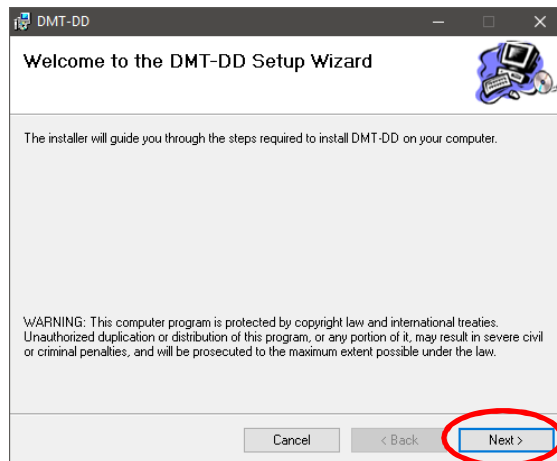 DMT-DD
Welcome to the DMT-DD Setup Wizard
The installer will guide you through the steps required to install DMT-DD on your computer.
WARNING: This computer program is protected by copyright law and international treaties.
Unauthorized duplication or distribution of this program, or any portion of it, may result in severe civil
or criminal penalties, and will be prosecuted to the maximum extent possible under the law.
Cancel
< Back
Next >